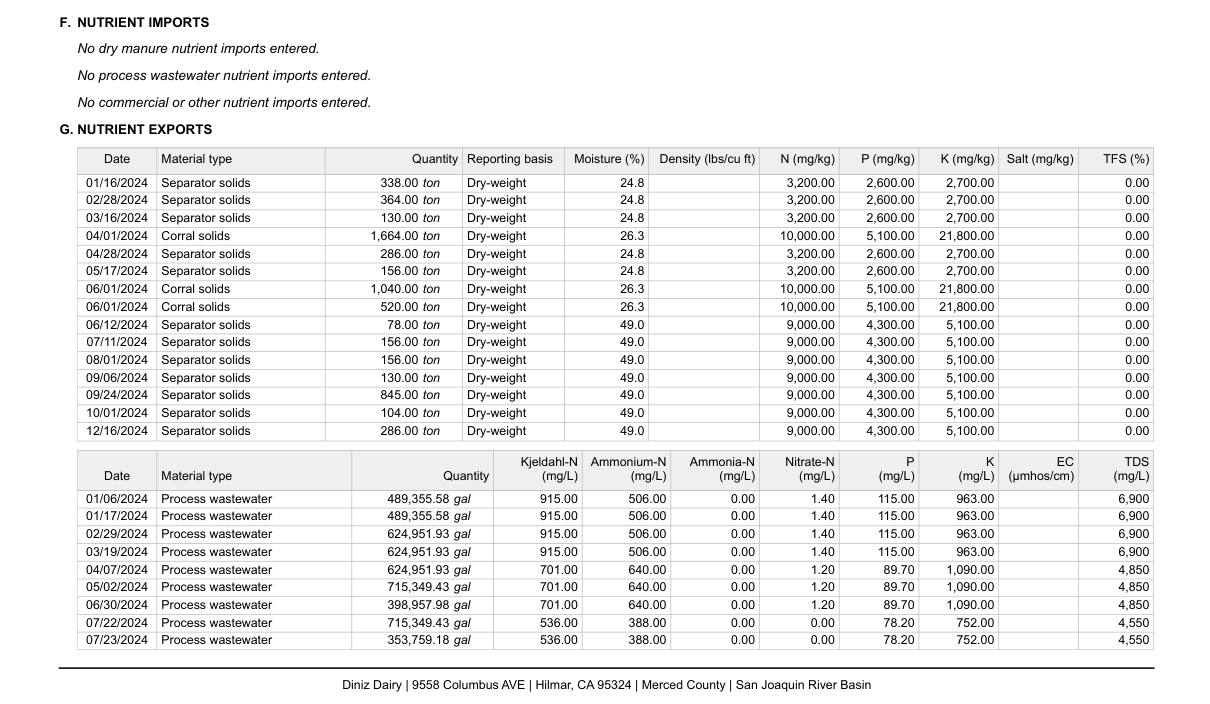 F. NUTRIENT IMPORTS
No dry manure nutrient imports entered.
No process wastewater nutrient imports entered.
No commercial or other nutrient imports entered.
G. NUTRIENT EXPORTS
Date Material type Quantity Reporting basis Moisture (%) Density (lbs/cu ft) N (mg/kg) P (mg/kg) K (mg/kg) Salt (mg/kg) TFS (%)
01/16/2024 Separator solids 338.00 ton Dry-weight 24.8 3,200.00 2,600.00 2,700.00 0.00
02/28/2024 Separator solids 364.00 ton Dry-weight 24.8 3,200.00 2,600.00 2,700.00 0.00
03/16/2024 Separator solids 130.00 ton Dry-weight 24.8 3,200.00 2,600.00 2,700.00 0.00
04/01/2024 Corral solids 1,664.00 ton Dry-weight 26.3 10,000.00 5,100.00 21,800.00 0.00
04/28/2024 Separator solids 286.00 ton Dry-weight 24.8 3,200.00 2,600.00 2,700.00 0.00
05/17/2024 Separator solids 156.00 ton Dry-weight 24.8 3,200.00 2,600.00 2,700.00 0.00
06/01/2024 Corral solids 1,040.00 ton Dry-weight 26.3 10,000.00 5,100.00 21,800.00 0.00
06/01/2024 Corral solids 520.00 ton Dry-weight 26.3 10,000.00 5,100.00 21,800.00 0.00
06/12/2024 Separator solids 78.00 ton Dry-weight 49.0 9,000.00 4,300.00 5,100.00 0.00
07/11/2024 Separator solids 156.00 ton Dry-weight 49.0 9,000.00 4,300.00 5,100.00 0.00
08/01/2024 Separator solids 156.00 ton Dry-weight 49.0 9,000.00 4,300.00 5,100.00 0.00
09/06/2024 Separator solids 130.00 ton Dry-weight 49.0 9,000.00 4,300.00 5,100.00 0.00
09/24/2024 Separator solids 845.00 ton Dry-weight 49.0 9,000.00 4,300.00 5,100.00 0.00
10/01/2024 Separator solids 104.00 ton Dry-weight 49.0 9,000.00 4,300.00 5,100.00 0.00
12/16/2024 Separator solids 286.00 ton Dry-weight 49.0 9,000.00 4,300.00 5,100.00 0.00
Kjeldahl-N Ammonium-N Ammonia-N Nitrate-N P K EC TDS
Date Material type Quantity (mg/L) (mg/L) (mg/L) (mg/L) (mg/L) (mg/L) (µmhos/cm) (mg/L)
01/06/2024 Process wastewater 489,355.58 gal 915.00 506.00 0.00 1.40 115.00 963.00 6,900
01/17/2024 Process wastewater 489,355.58 gal 915.00 506.00 0.00 1.40 115.00 963.00 6,900
02/29/2024 Process wastewater 624,951.93 gal 915.00 506.00 0.00 1.40 115.00 963.00 6,900
03/19/2024 Process wastewater 624,951.93 gal 915.00 506.00 0.00 1.40 115.00 963.00 6,900
04/07/2024 Process wastewater 624,951.93 gal 701.00 640.00 0.00 1.20 89.70 1,090.00 4,850
05/02/2024 Process wastewater 715,349.43 gal 701.00 640.00 0.00 1.20 89.70 1,090.00 4,850
06/30/2024 Process wastewater 398,957.98 gal 701.00 640.00 0.00 1.20 89.70 1,090.00 4,850
07/22/2024 Process wastewater 715,349.43 gal 536.00 388.00 0.00 0.00 78.20 752.00 4,550
07/23/2024 Process wastewater 353,759.18 gal 536.00 388.00 0.00 0.00 78.20 752.00 4,550
Diniz Dairy | 9558 Columbus AVE | Hilmar, CA 95324 | Merced County | San Joaquin River Basin